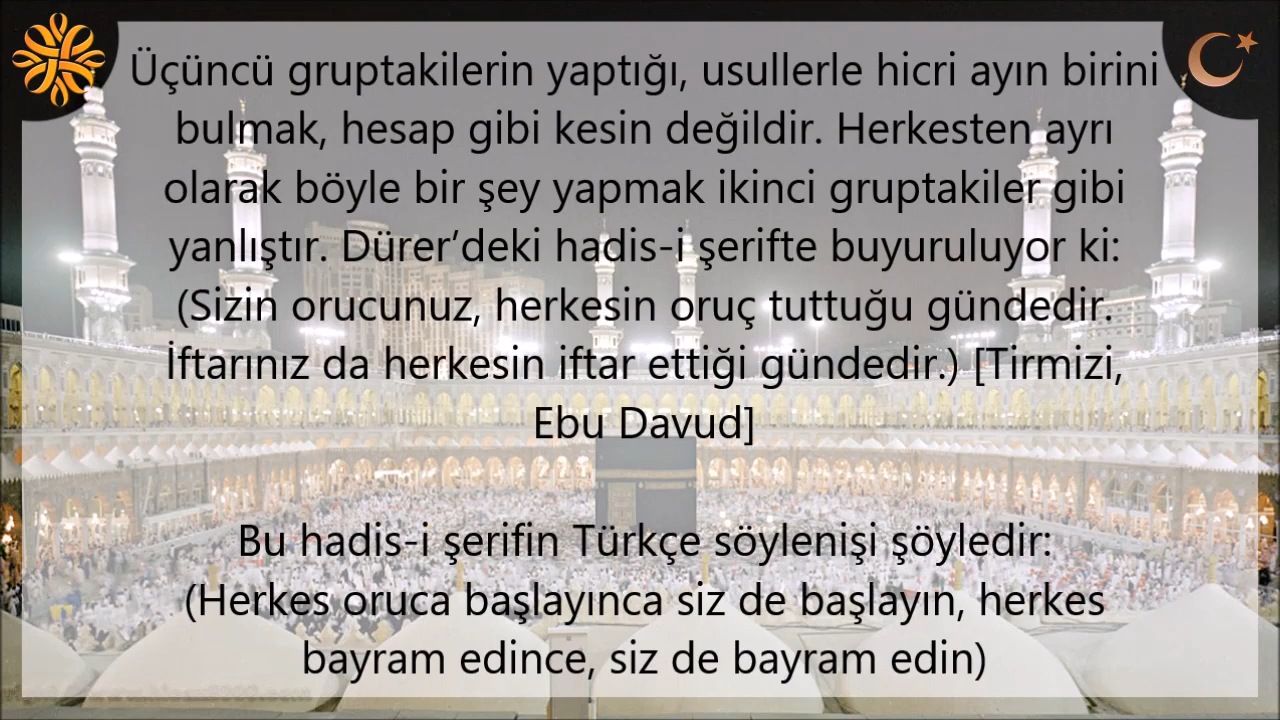 Üçüncü gruptakilerin yaptığı, usullerle hicri ayın birini
bulmak, hesap gibi kesin değildir. Herkesten ayrı
olarak böyle bir şey yapmak ikinci gruptakiler gibi
yanlıştır. Dürer’deki hadis-i şerifte buyuruluyor ki:
(Sizin orucunuz, herkesin oruç tuttuğu gündedir.
İftarınız da herkesin iftar ettiği gündedir.) [Tirmizi,
Ebu Davud]
Bu hadis-i şerifin Türkçe söylenişi şöyledir:
(Herkes oruca başlayınca siz de başlayın, herkes
bayram edince, siz de bayram edin)